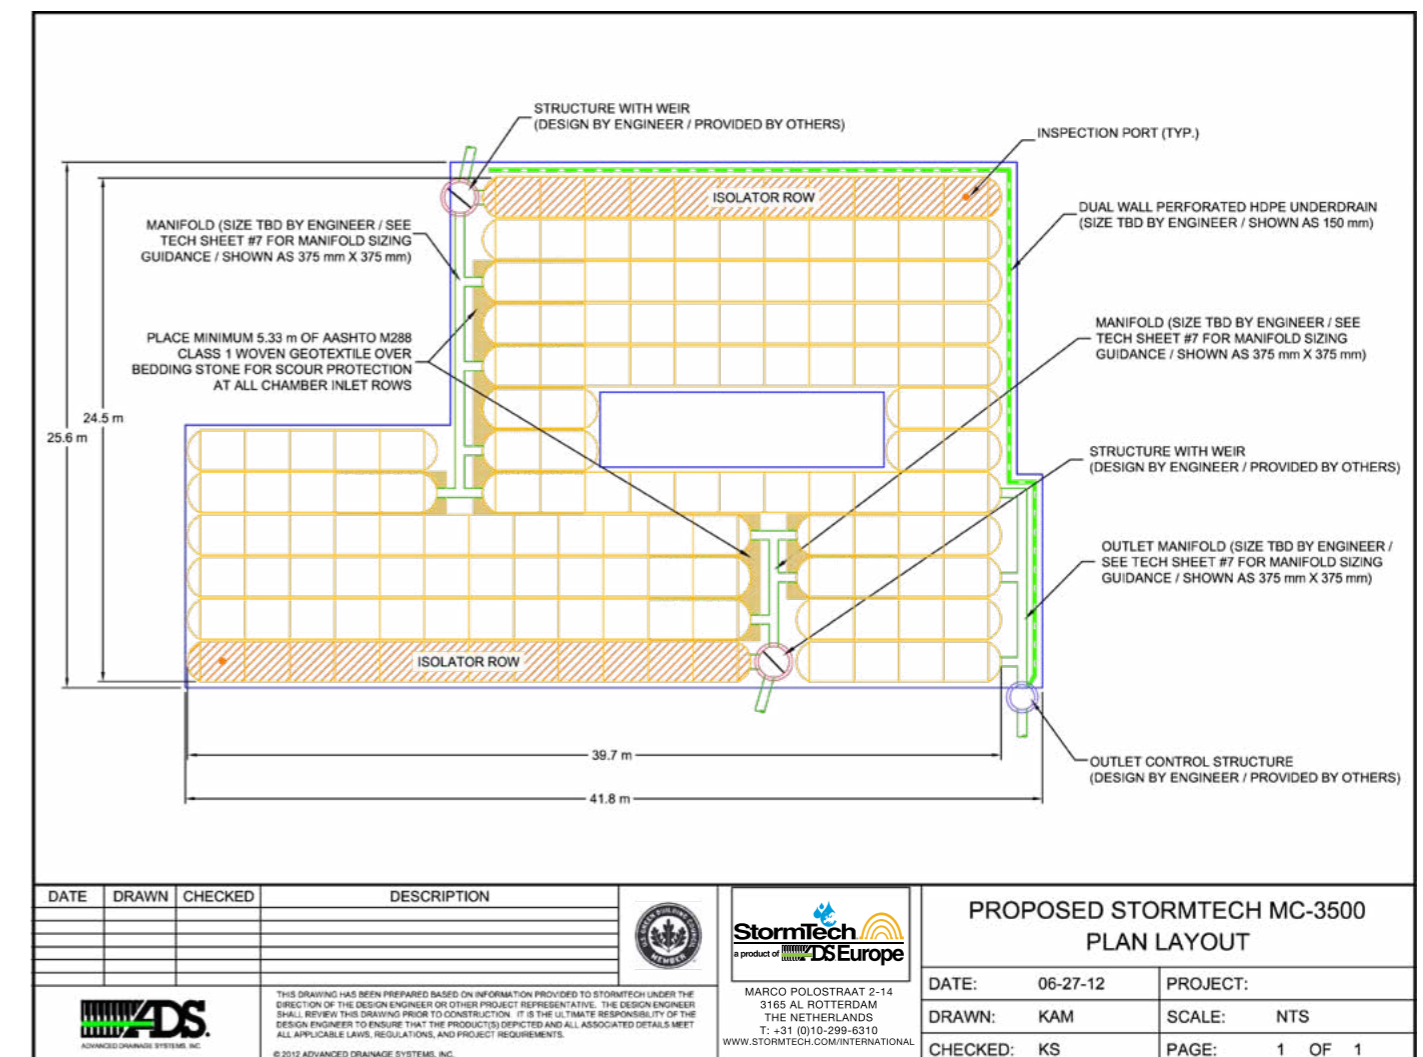 STRUCTURE WITH WEIR
(DESIGN BY ENGINEER / PROVIDED BY OTHERS)
INSPECTION PORT (TYP.)
ISOLATOR ROW
MANIFOLD (SIZE TBD BY ENGINEER / SEE
TECH SHEET #7 FOR MANIFOLD SIZING
GUIDANCE / SHOWN AS 375 mm X 375 mm)
DUAL WALL PERFORATED HDPE UNDERDRAIN
(SIZE TBD BY ENGINEER / SHOWN AS 150 mm)
PLACE MINIMUM 5.33 m OF AASHTO M288
CLASS 1 WOVEN GEOTEXTILE OVER
BEDDING STONE FOR SCOUR PROTECTION
AT ALL CHAMBER INLET ROWS
MANIFOLD (SIZE TBD BY ENGINEER / SEE
TECH SHEET #7 FOR MANIFOLD SIZING
GUIDANCE / SHOWN AS 375 mm X 375 mm)
24.5 m
25.6 m
STRUCTURE WITH WEIR
(DESIGN BY ENGINEER / PROVIDED BY OTHERS)
OUTLET MANIFOLD (SIZE TBD BY ENGINEER /
SEE TECH SHEET #7 FOR MANIFOLD SIZING
GUIDANCE / SHOWN AS 375 mm X 375 mm)
ISOLATOR ROW
39.7 m
OUTLET CONTROL STRUCTURE
(DESIGN BY ENGINEER / PROVIDED BY OTHERS)
41.8 m
DATE DRAWN CHECKED DESCRIPTION
U.S. GREEN BUILDING COUNCIL
MEMBER
StormTech
a product of ADS Europe
MARCO POLOSTRAAT 2-14
3165 AL ROTTERDAM
THE NETHERLANDS
T: +31 (0)10-299-6310
WWW.STORMTECH.COM/INTERNATIONAL
PROPOSED STORMTECH MC-3500
PLAN LAYOUT
DATE: 06-27-12 PROJECT:
DRAWN: KAM SCALE: NTS
CHECKED: KS PAGE: 1 OF 1
ADS.
ADVANCED DRAINAGE SYSTEMS, INC.
THIS DRAWING HAS BEEN PREPARED BASED ON INFORMATION PROVIDED TO STORMTECH UNDER THE
DIRECTION OF THE DESIGN ENGINEER OR OTHER PROJECT REPRESENTATIVE. THE DESIGN ENGINEER
SHALL REVIEW THIS DRAWING PRIOR TO CONSTRUCTION. IT IS THE ULTIMATE RESPONSIBILITY OF THE
DESIGN ENGINEER TO ENSURE THAT THE PRODUCT(S) DEPICTED AND ALL ASSOCIATED DETAILS MEET
ALL APPLICABLE LAWS, REGULATIONS, AND PROJECT REQUIREMENTS.
© 2012 ADVANCED DRAINAGE SYSTEMS, INC.